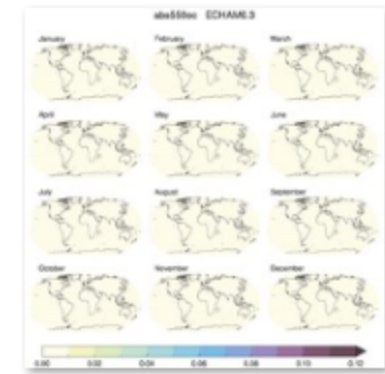 abs550oc ECHAM6.3
January February March
April May June
July August September
October November December
0.00 0.02 0.04 0.06 0.08 0.10 0.12